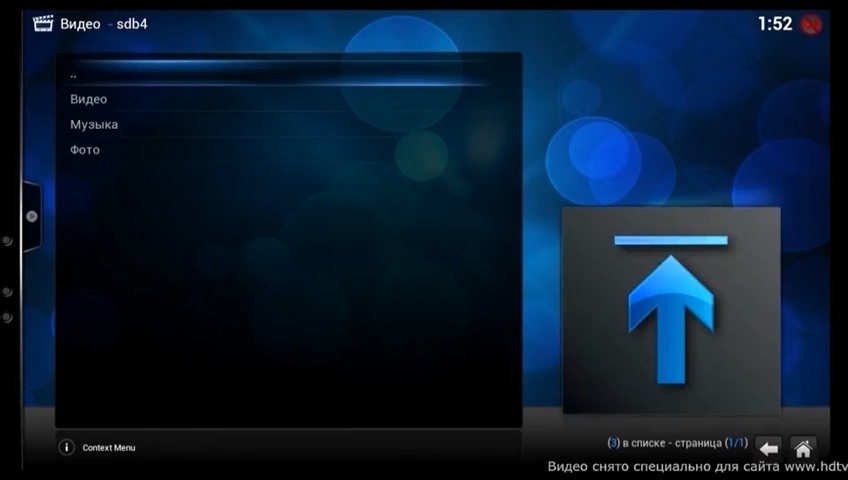 Видео - sdb4
1:52
..
Видео
Музыка
Фото
Context Menu
(3) в списке - страница (1/1)
Видео снято специально для сайта www.hdtv